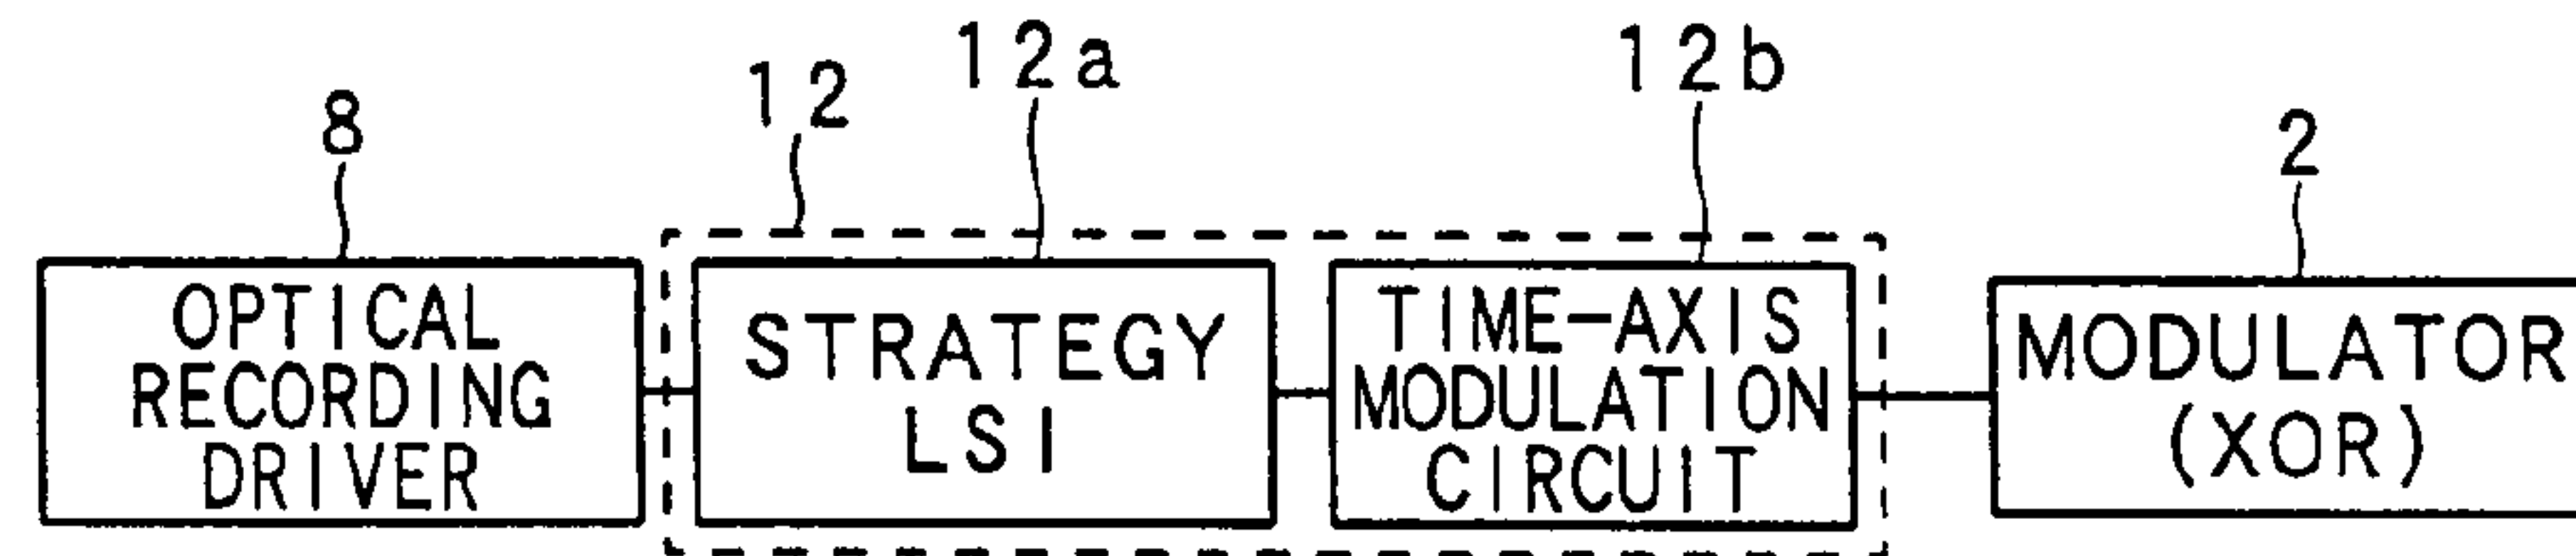 8
12
12a
12b
2
OPTICAL
RECORDING
DRIVER
STRATEGY
LSI
TIME-AXIS
MODULATION
CIRCUIT
MODULATOR
(XOR)